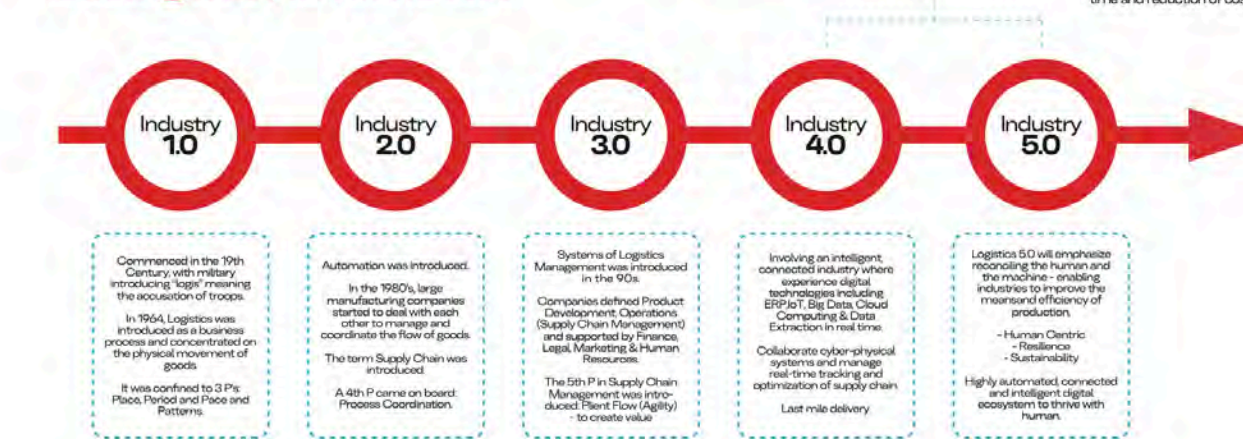 time and reduction of
Industry
1.0
Industry
2.0
Industry
3.0
Industry
4.0
Industry
5.0
Commenced in the 19th
Century, with military
introducing "logis" meaning
the accusation of troops.
In 1964, Logistics was
introduced as a business
process and concentrated on
the physical movement of
goods.
It was confined to 3 P's:
Place, Period and Pace and
Patterns.
Automation was introduced.
In the 1980's, large
manufacturing companies
started to deal with each
other to manage and
coordinate the flow of goods.
The term Supply Chain was
introduced.
A 4th P came on board:
Process Coordination.
Systems of Logistics
Management was introduced
in the 90s.
Companies defined Product
Development, Operations
(Supply Chain Management)
and supported by Finance,
Legal, Marketing & Human
Resources.
The 5th P in Supply Chain
Management was intro-
duced: Plient Flow (Agility)
- to create value
Involving an intelligent,
connected industry where
experience digital
technologies including
ERP,IoT, Big Data, Cloud
Computing & Data
Extraction in real time.
Collaborate cyber-physical
systems and manage
real-time tracking and
optimization of supply chain.
Last mile delivery
Logistics 5.0 will emphasize
reconciling the human and
the machine - enabling
industries to improve the
meansand efficiency of
production.
- Human Centric
- Resilience
- Sustainability
Highly automated, connected
and intelligent digital
ecosystem to thrive with
human.